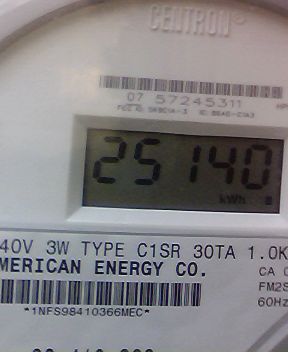 CENTRON®
07 57245311
25140
kWh
40V 3W TYPE C1SR 30TA 1.0K
MERICAN ENERGY CO.
CA 0
FM2S
60Hz
*1NFS98410366MEC*